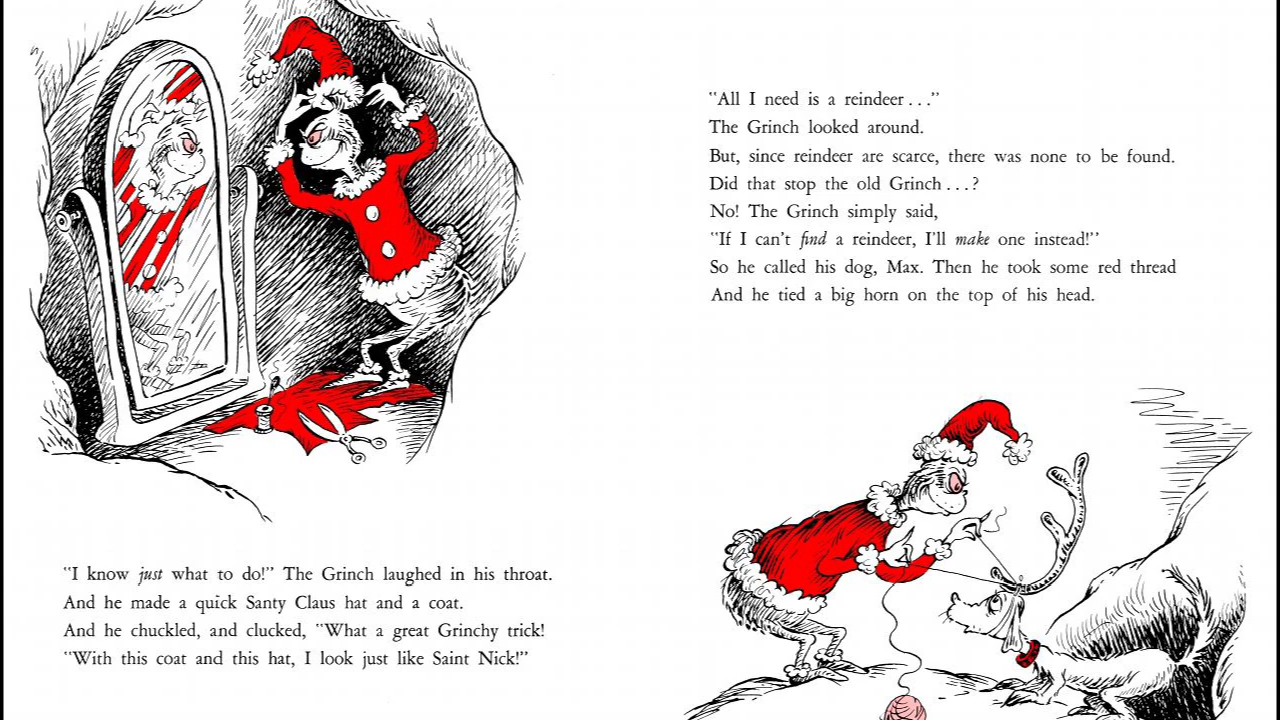 "I know just what to do!" The Grinch laughed in his throat.
And he made a quick Santy Claus hat and a coat.
And he chuckled, and clucked, "What a great Grinchy trick!
"With this coat and this hat, I look just like Saint Nick!"
"All I need is a reindeer . . ."
The Grinch looked around.
But, since reindeer are scarce, there was none to be found.
Did that stop the old Grinch . . . ?
No! The Grinch simply said,
"If I can't find a reindeer, I'll make one instead!"
So he called his dog, Max. Then he took some red thread
And he tied a big horn on the top of his head.